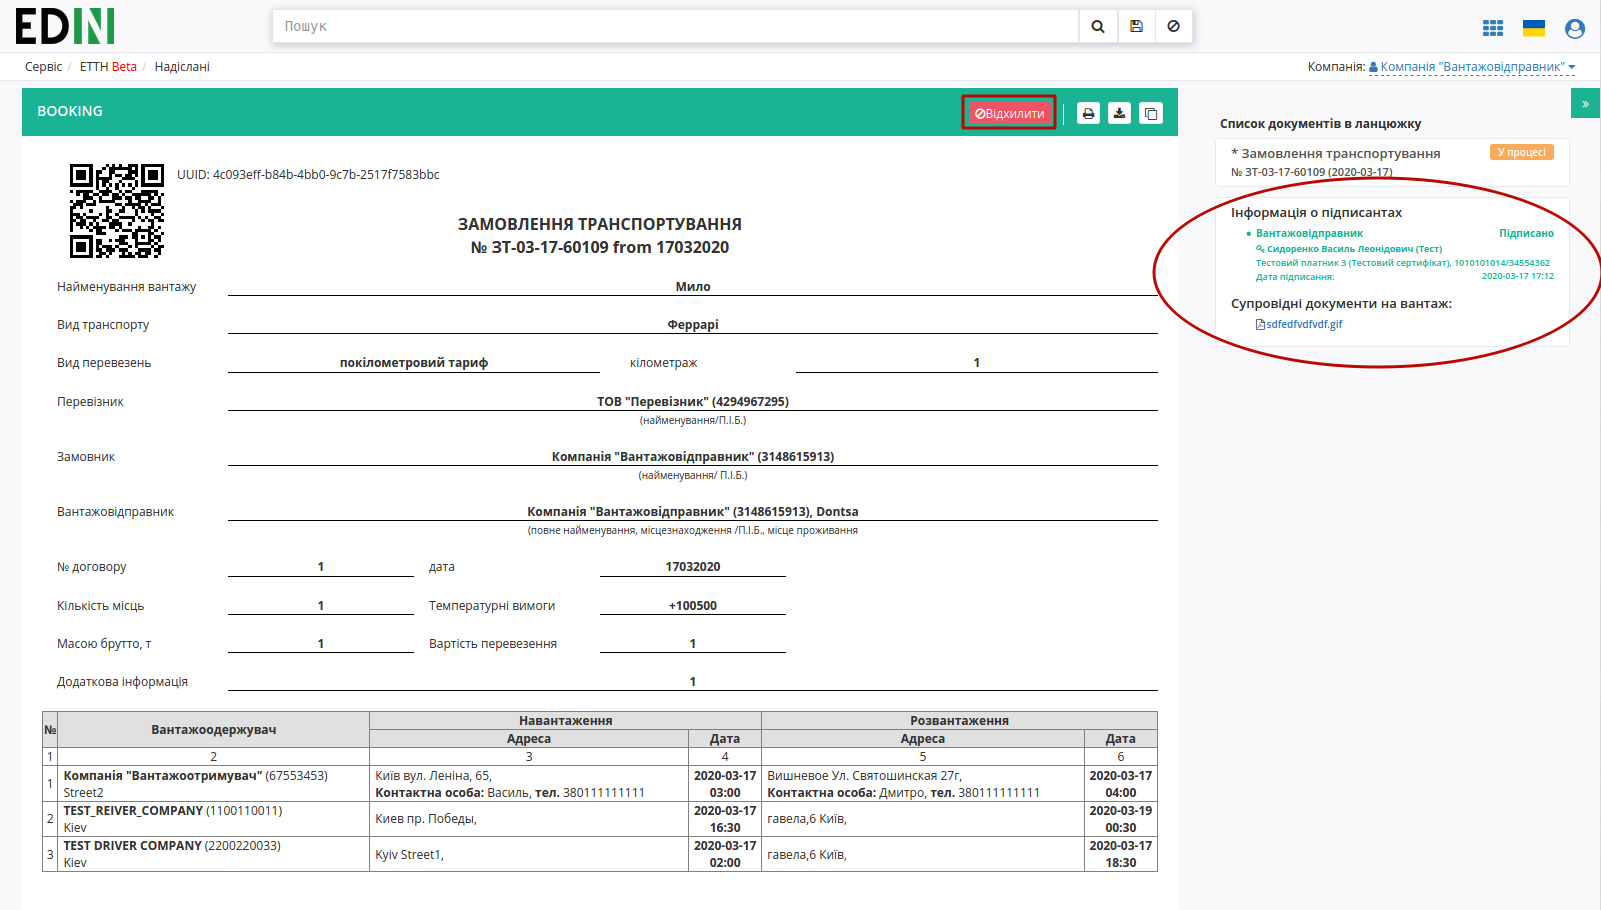 EDIN
Пошук
Сервіс / ЕТТН Beta / Надіслані
Компанія: Компанія "Вантажовідправник"
BOOKING
Відхилити
»
UUID: 4c093eff-b84b-4bb0-9c7b-2517f7583bbc
ЗАМОВЛЕННЯ ТРАНСПОРТУВАННЯ
№ ЗТ-03-17-60109 from 17032020
Найменування вантажу Мило
Вид транспорту Феррарі
Вид перевезень покілометровий тариф кілометраж 1
Перевізник ТОВ "Перевізник" (4294967295)
(найменування/П.І.Б.)
Замовник Компанія "Вантажовідправник" (3148615913)
(найменування/ П.І.Б.)
Вантажовідправник Компанія "Вантажовідправник" (3148615913), Dontsa
(повне найменування, місцезнаходження /П.І.Б., місце проживання
№ договору 1 дата 17032020
Кількість місць 1 Температурні вимоги +100500
Масою брутто, т 1 Вартість перевезення 1
Додаткова інформація 1
№ Вантажоодержувач Навантаження Розвантаження
Адреса Дата Адреса Дата
1 2 3 4 5 6
1 Компанія "Вантажоотримувач" (67553453) Київ вул. Леніна, 65, 2020-03-17 Вишневое Ул. Святошинская 27г, 2020-03-17
Street2 Контактна особа: Василь, тел. 380111111111 03:00 Контактна особа: Дмитро, тел. 380111111111 04:00
2 TEST_REIVER_COMPANY (1100110011) Киев пр. Победы, 2020-03-17 гавела,6 Київ, 2020-03-19
Kiev 16:30 00:30
3 TEST DRIVER COMPANY (2200220033) Kyiv Street1, 2020-03-17 гавела,6 Київ, 2020-03-17
Kiev 02:00 18:30
Список документів в ланцюжку
* Замовлення транспортування У процесі
№ ЗТ-03-17-60109 (2020-03-17)
Інформація о підписантах
Вантажовідправник Підписано
Сидоренко Василь Леонідович (Тест)
Тестовий платник 3 (Тестовий сертифікат), 1010101014/34554362
Дата підписання: 2020-03-17 17:12
Супровідні документи на вантаж:
sdfedfvdfvdf.gif